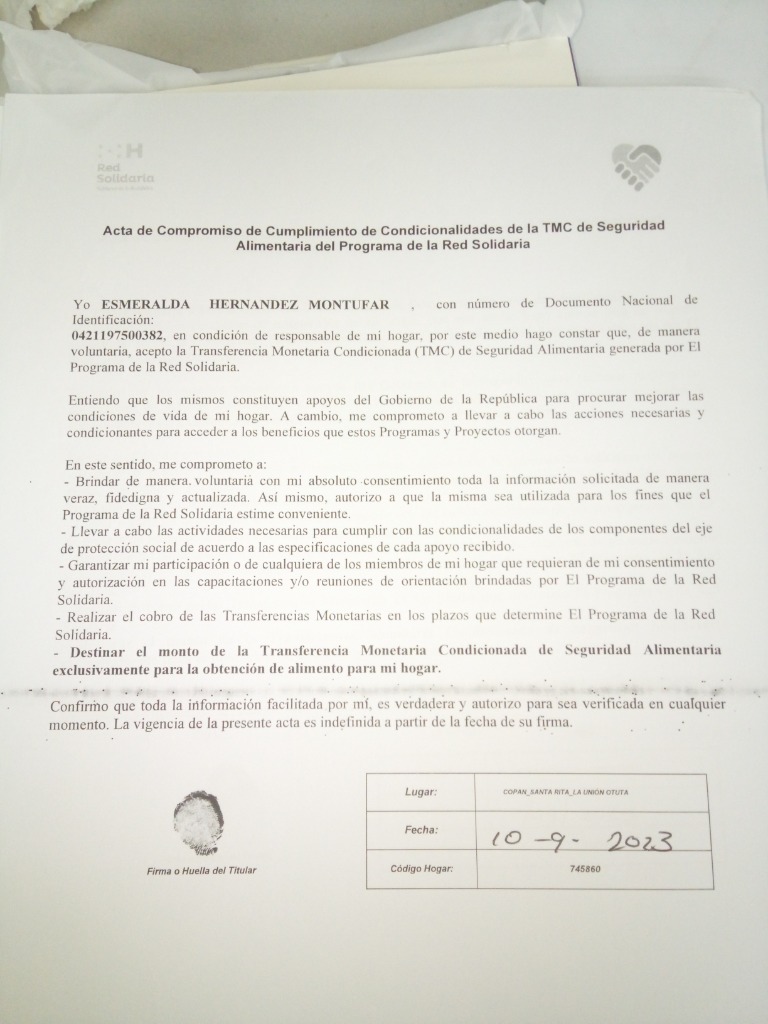 Red
Solidaria
Acta de Compromiso de Cumplimiento de Condicionalidades de la TMC de Seguridad
Alimentaria del Programa de la Red Solidaria
Yo ESMERALDA HERNANDEZ MONTUFAR , con número de Documento Nacional de
Identificación:
0421197500382, en condición de responsable de mi hogar, por este medio hago constar que, de manera
voluntaria, acepto la Transferencia Monetaria Condicionada (TMC) de Seguridad Alimentaria generada por El
Programa de la Red Solidaria.
Entiendo que los mismos constituyen apoyos del Gobierno de la República para procurar mejorar las
condiciones de vida de mi hogar. A cambio, me comprometo a llevar a cabo las acciones necesarias y
condicionantes para acceder a los beneficios que estos Programas y Proyectos otorgan.
En este sentido, me comprometo a:
- Brindar de manera voluntaria con mi absoluto consentimiento toda la información solicitada de manera
veraz, fidedigna y actualizada. Así mismo, autorizo a que la misma sea utilizada para los fines que el
Programa de la Red Solidaria estime conveniente.
- Llevar a cabo las actividades necesarias para cumplir con las condicionalidades de los componentes del eje
de protección social de acuerdo a las especificaciones de cada apoyo recibido.
- Garantizar mi participación o de cualquiera de los miembros de mi hogar que requieran de mi consentimiento
y autorización en las capacitaciones y/o reuniones de orientación brindadas por El Programa de la Red
Solidaria.
- Realizar el cobro de las Transferencias Monetarias en los plazos que determine El Programa de la Red
Solidaria.
- Destinar el monto de la Transferencia Monetaria Condicionada de Seguridad Alimentaria
exclusivamente para la obtención de alimento para mi hogar.
Confirmo que toda la información facilitada por mí, es verdadera y autorizo para sea verificada en cualquier
momento. La vigencia de la presente acta es indefinida a partir de la fecha de su firma.
Lugar: COPAN_SANTA RITA_LA UNIÓN OTUTA
Fecha: 10-9-2023
Código Hogar: 745860
Firma o Huella del Titular